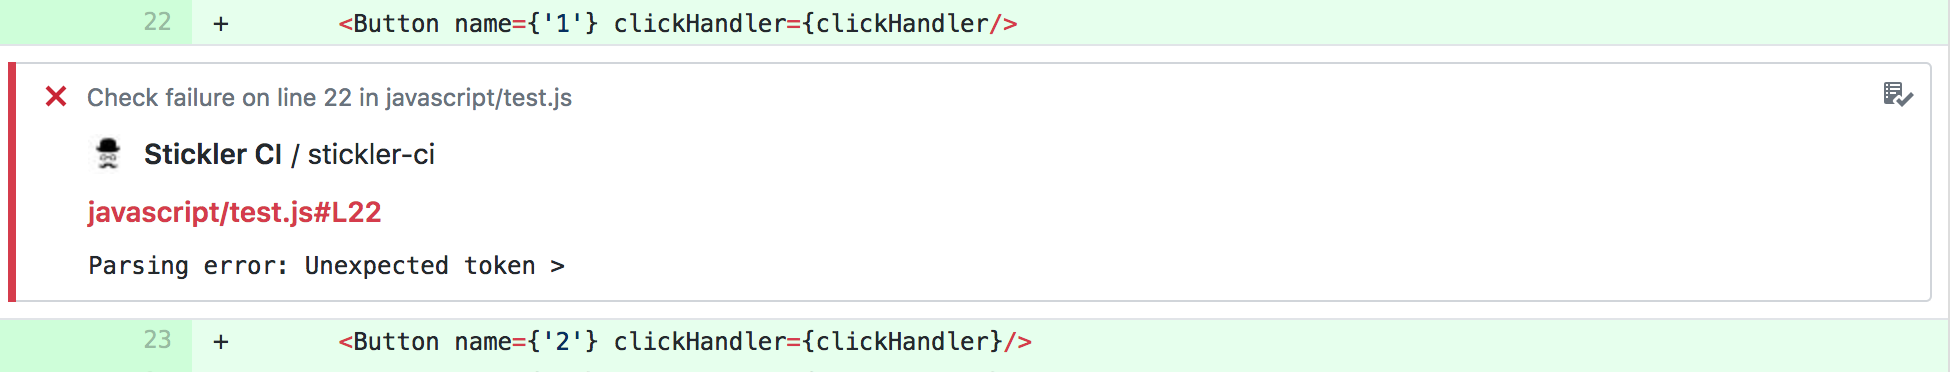 22 + <Button name={'1'} clickHandler={clickHandler/>
Check failure on line 22 in javascript/test.js
Stickler CI / stickler-ci
javascript/test.js#L22
Parsing error: Unexpected token >
23 + <Button name={'2'} clickHandler={clickHandler}/>